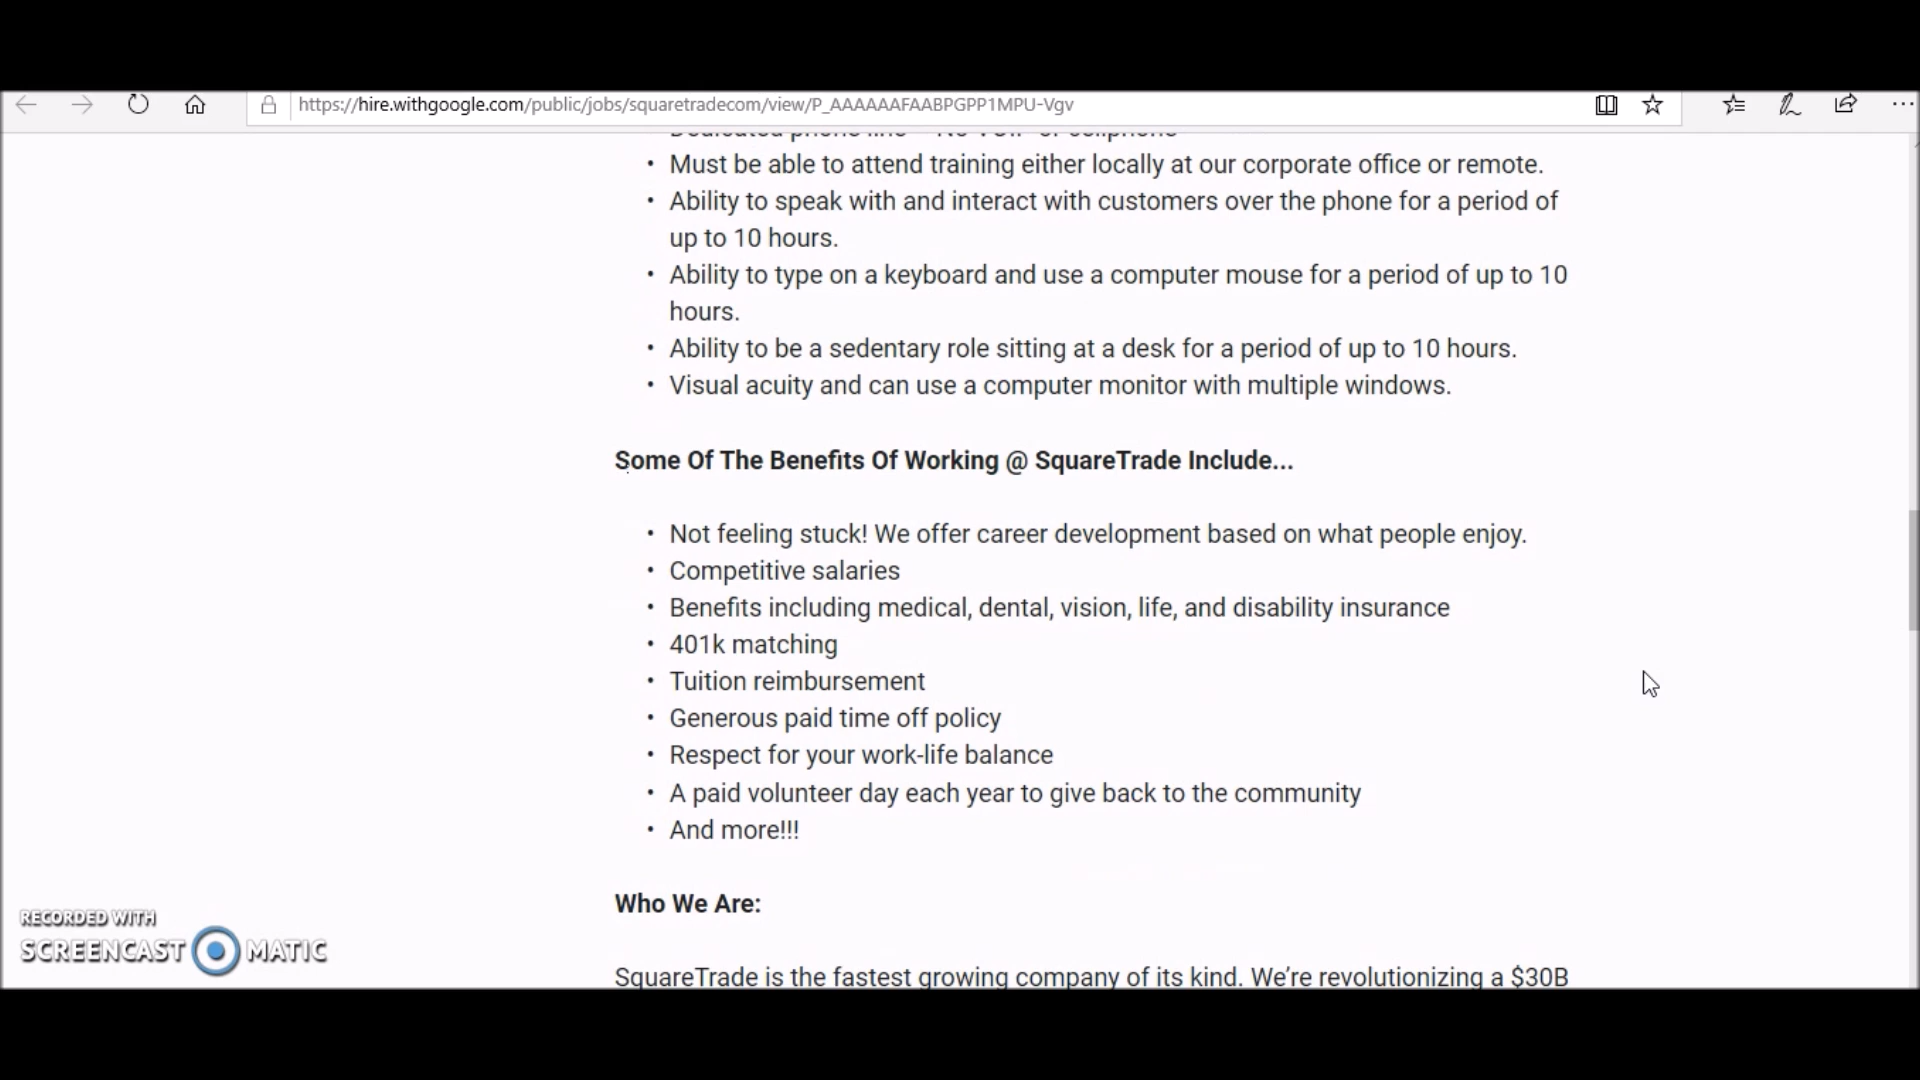 https://hire.withgoogle.com/public/jobs/squaretradecom/view/P_AAAAAAFAABPGPP1MPU-Vgv
Dedicated phone line – No VOIP or cellphone
• Must be able to attend training either locally at our corporate office or remote.
• Ability to speak with and interact with customers over the phone for a period of
up to 10 hours.
• Ability to type on a keyboard and use a computer mouse for a period of up to 10
hours.
• Ability to be a sedentary role sitting at a desk for a period of up to 10 hours.
• Visual acuity and can use a computer monitor with multiple windows.
Some Of The Benefits Of Working @ SquareTrade Include...
• Not feeling stuck! We offer career development based on what people enjoy.
• Competitive salaries
• Benefits including medical, dental, vision, life, and disability insurance
• 401k matching
• Tuition reimbursement
• Generous paid time off policy
• Respect for your work-life balance
• A paid volunteer day each year to give back to the community
• And more!!!
Who We Are:
SquareTrade is the fastest growing company of its kind. We’re revolutionizing a $30B
RECORDED WITH
SCREENCAST MATIC